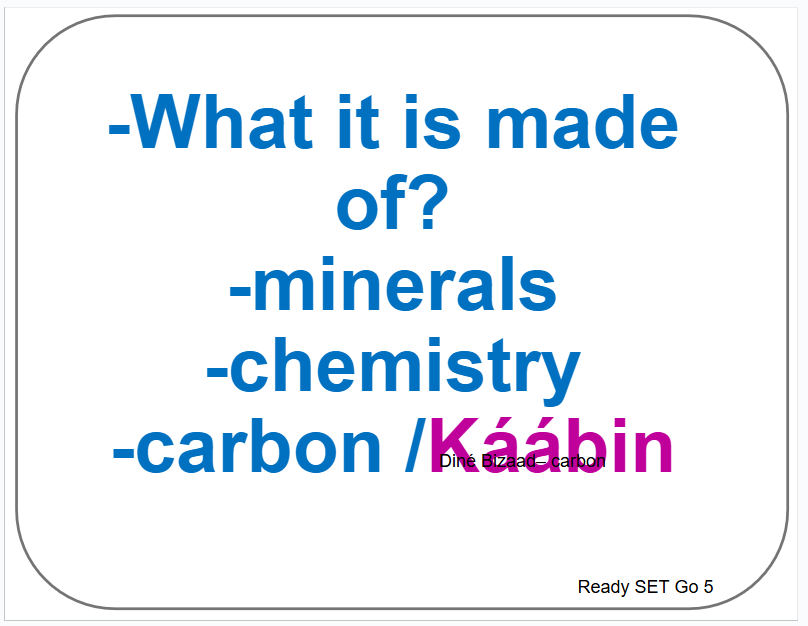 -What it is made
of?
-minerals
-chemistry
-carbon /Káábin
Diné Bizaad– carbon
Ready SET Go 5